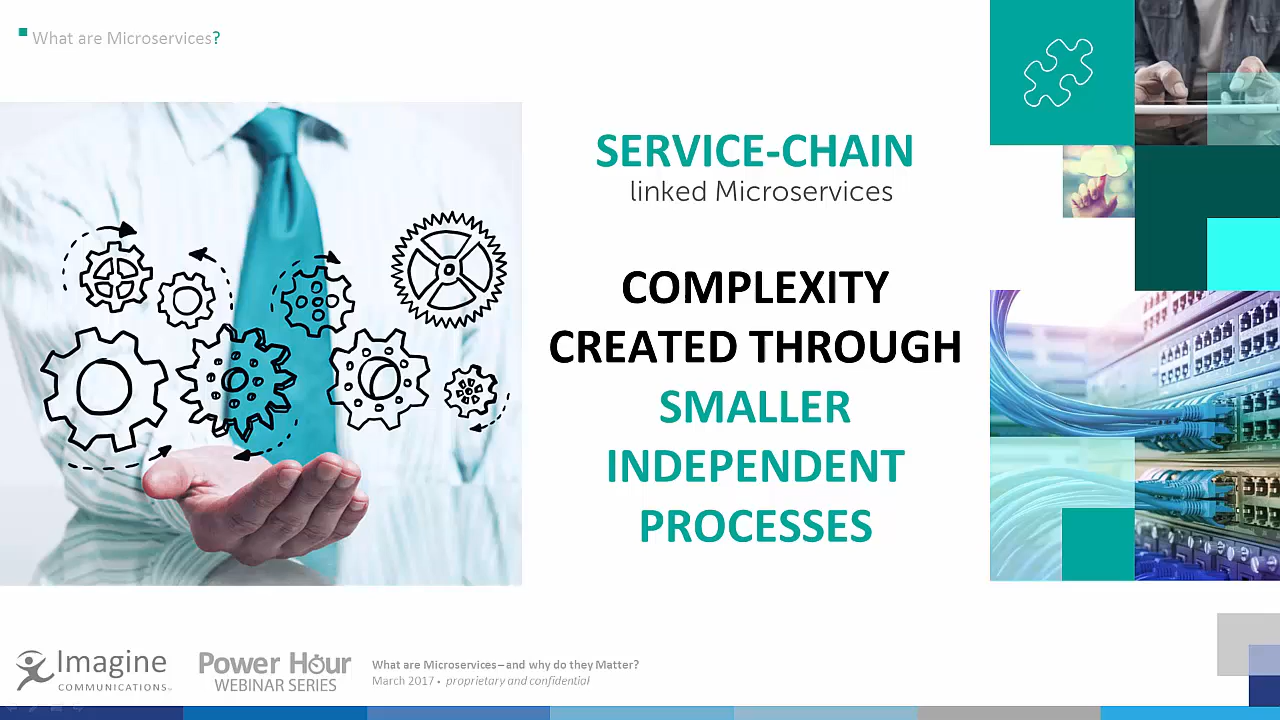 What are Microservices?
SERVICE-CHAIN
linked Microservices
COMPLEXITY
CREATED THROUGH
SMALLER
INDEPENDENT
PROCESSES
Imagine
COMMUNICATIONS
Power Hour
WEBINAR SERIES
What are Microservices—and why do they Matter?
March 2017 • proprietary and confidential